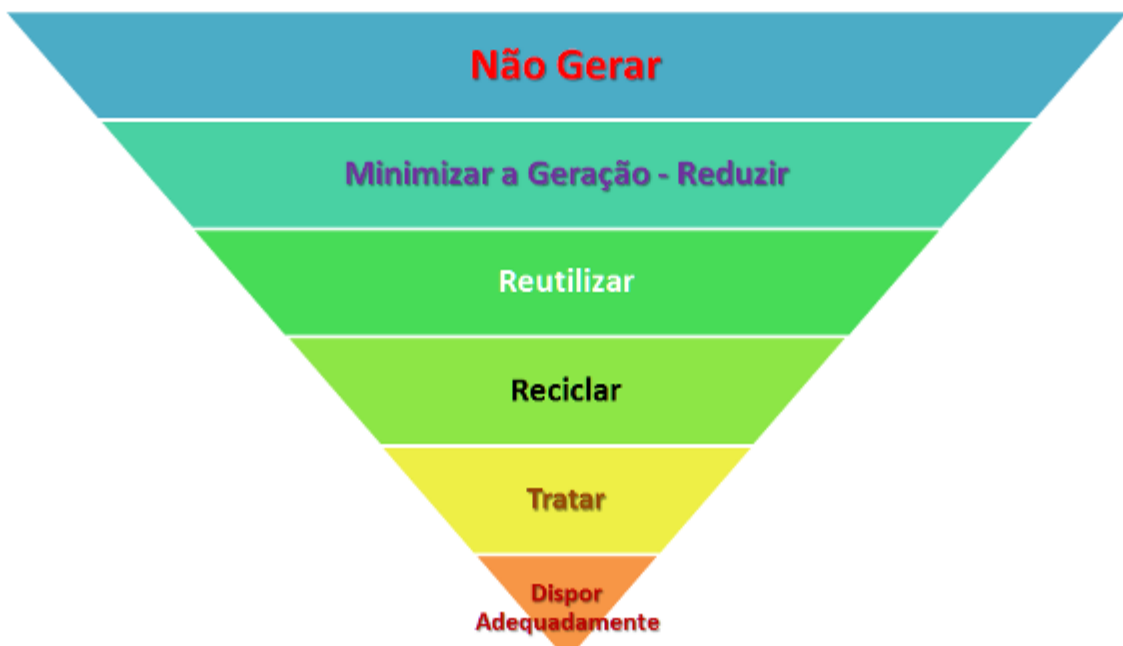 Não Gerar
Minimizar a Geração - Reduzir
Reutilizar
Reciclar
Tratar
Dispor
Adequadamente